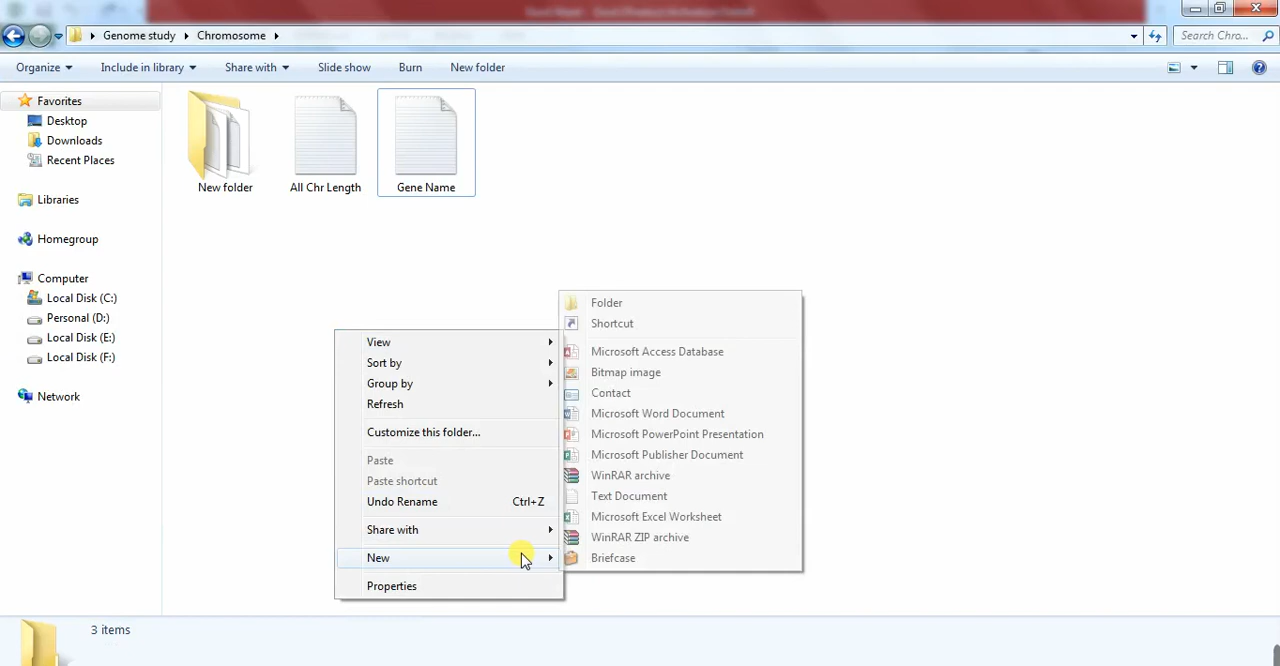 Genome study
Chromosome
Search Chro...
Organize
Include in library
Share with
Slide show
Burn
New folder
Favorites
Desktop
Downloads
Recent Places
Libraries
Homegroup
Computer
Local Disk (C:)
Personal (D:)
Local Disk (E:)
Local Disk (F:)
Network
New folder
All Chr Length
Gene Name
View
Sort by
Group by
Refresh
Customize this folder...
Paste
Paste shortcut
Undo Rename Ctrl+Z
Share with
New
Properties
Folder
Shortcut
Microsoft Access Database
Bitmap image
Contact
Microsoft Word Document
Microsoft PowerPoint Presentation
Microsoft Publisher Document
WinRAR archive
Text Document
Microsoft Excel Worksheet
WinRAR ZIP archive
Briefcase
3 items